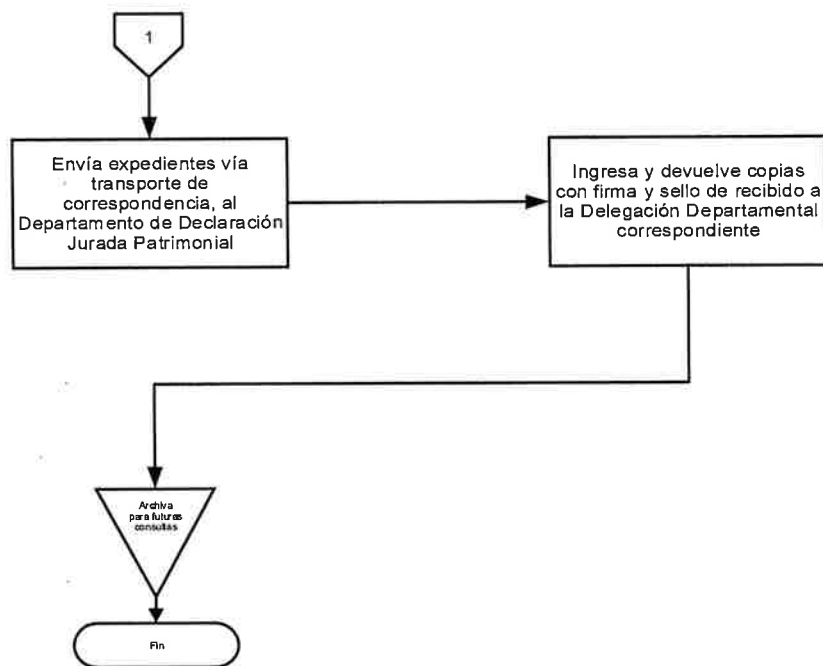 1
Envía expedientes vía
transporte de
correspondencia, al
Departamento de Declaración
Jurada Patrimonial
Ingresa y devuelve copias
con firma y sello de recibido a
la Delegación Departamental
correspondiente
Archiva
para futuras
consultas
Fin